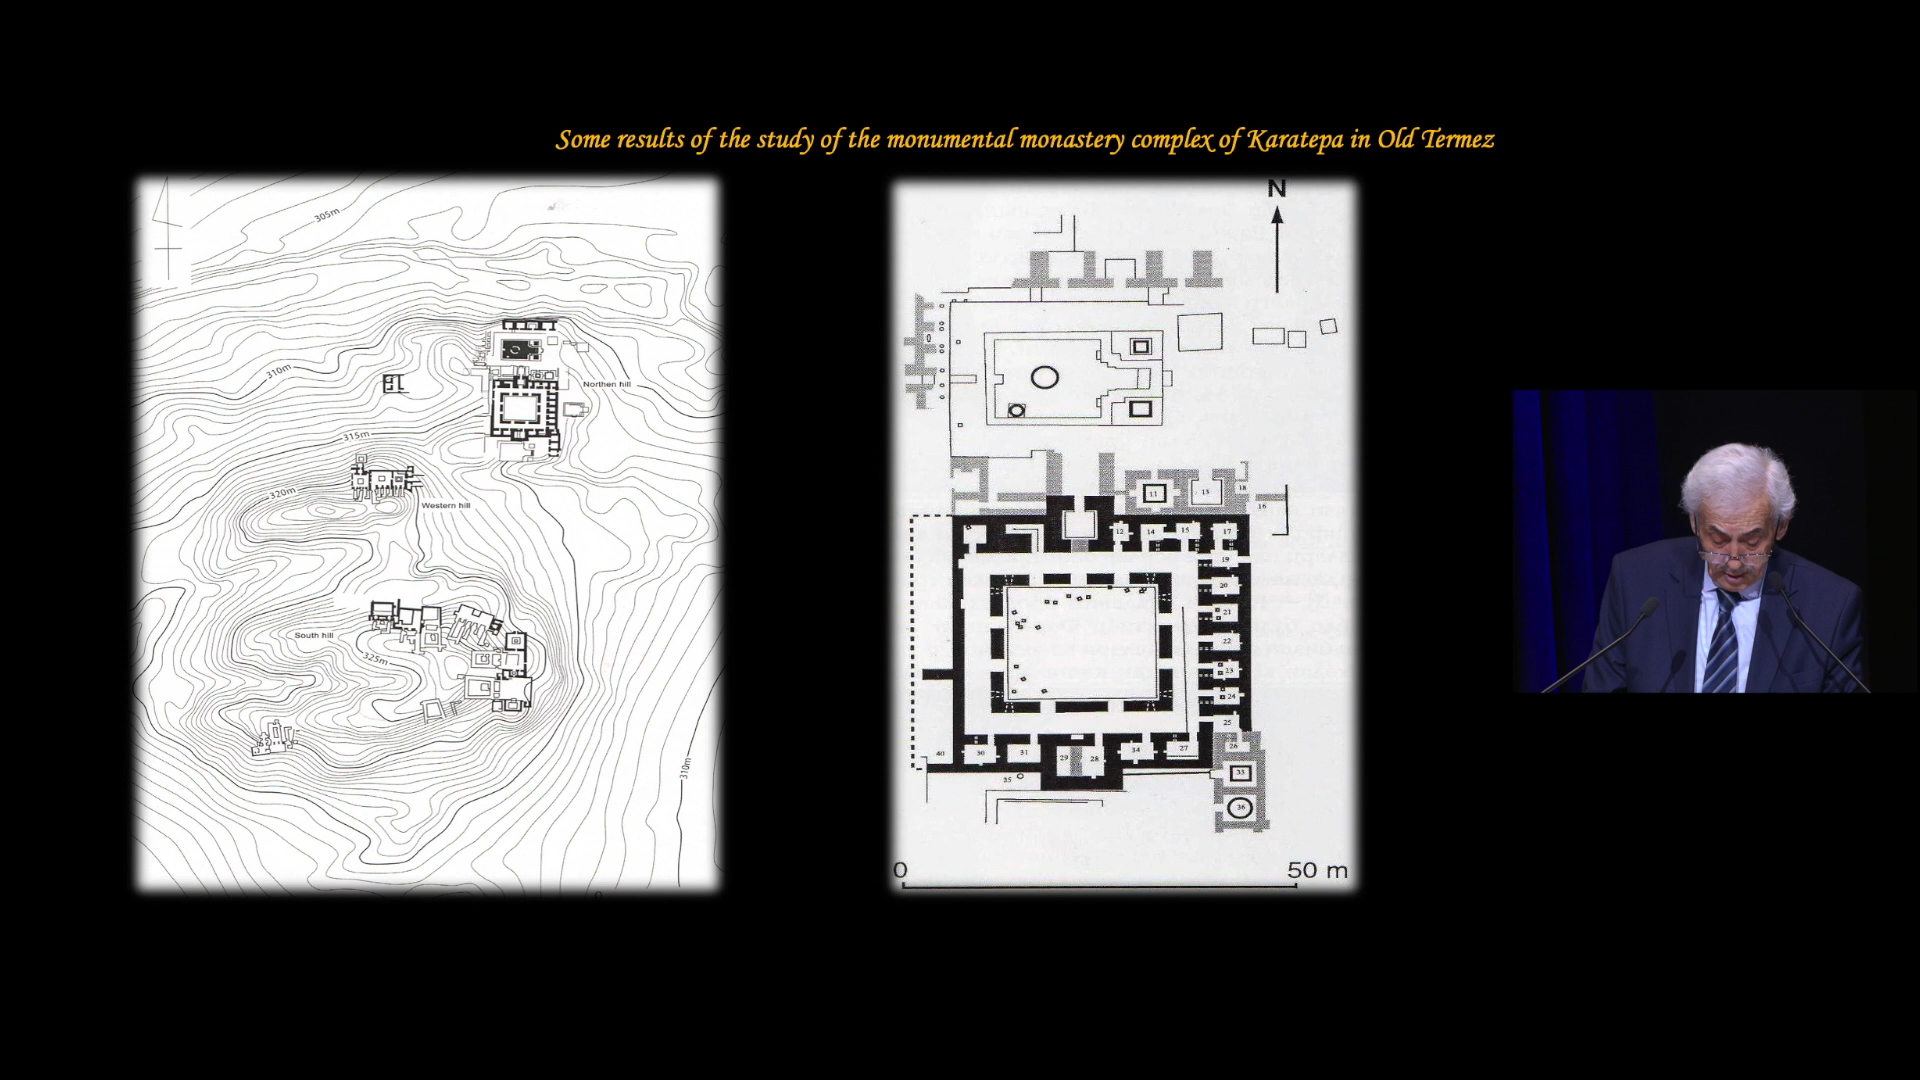 Some results of the study of the monumental monastery complex of Karatepa in Old Termez
305m
310m
Northen hill
315m
320m
Western hill
South hill
325m
310m
N
11
13
18
16
12
14
15
17
19
20
21
22
23
24
25
26
40
30
31
29
28
34
27
35
33
36
0
50 m